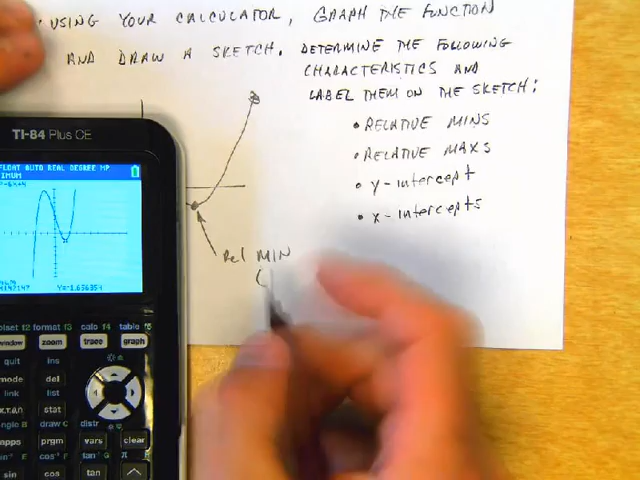 : USING YOUR CALCULATOR, GRAPH THE FUNCTION
AND DRAW A SKETCH. DETERMINE THE FOLLOWING
CHARACTERISTICS AND
LABEL THEM ON THE SKETCH:
• RELATIVE MINS
• RELATIVE MAXS
• y-intercept
• x-intercepts
Rel MIN
(
TI-84 Plus CE
FLOAT AUTO REAL DEGREE MP
format f3 calc f4 table f5
window zoom trace graph
quit ins
mode del
link list
stat
draw C distr
apps prgm vars clear
sin cos tan